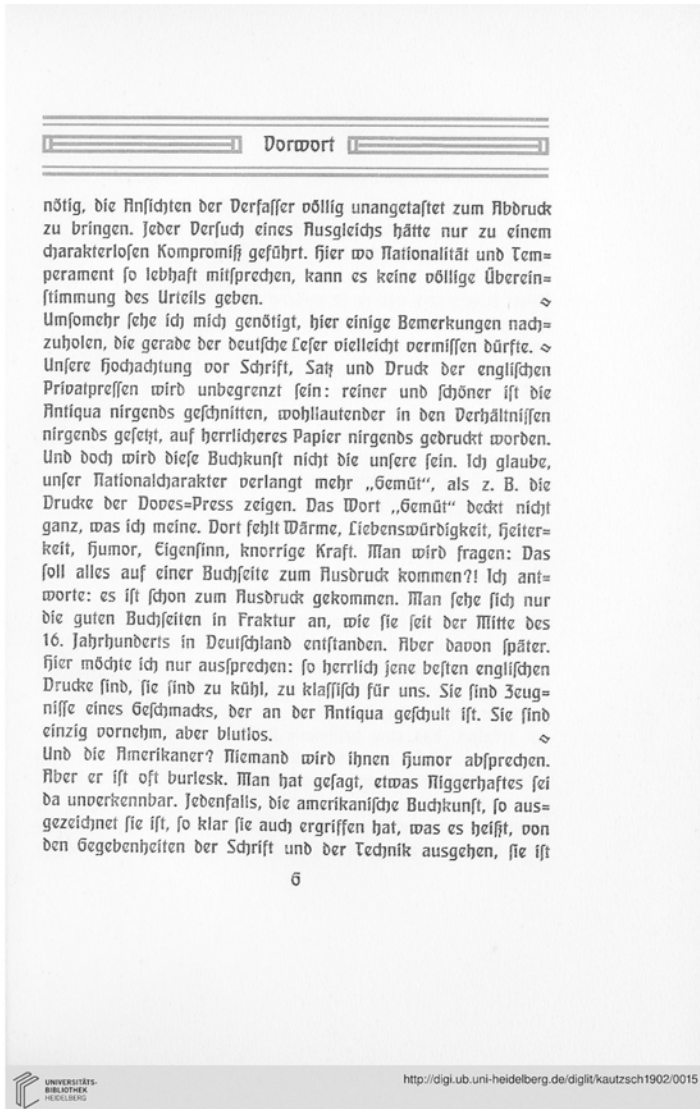 Vorwort
nötig, die Ansichten der Verfasser völlig unangetastet zum Abdruck
zu bringen. Jeder Versuch eines Ausgleichs hätte nur zu einem
charakterlosen Kompromiß geführt. Hier wo Nationalität und Tem=
perament so lebhaft mitsprechen, kann es keine völlige Überein=
stimmung des Urteils geben.
Umsomehr sehe ich mich genötigt, hier einige Bemerkungen nach=
zuholen, die gerade der deutsche Leser vielleicht vermissen dürfte.
Unsere Hochachtung vor Schrift, Satz und Druck der englischen
Privatpressen wird unbegrenzt sein: reiner und schöner ist die
Antiqua nirgends geschnitten, wohllautender in den Verhältnissen
nirgends gesetzt, auf herrlicheres Papier nirgends gedruckt worden.
Und doch wird diese Buchkunst nicht die unsere sein. Ich glaube,
unser Nationalcharakter verlangt mehr „Gemüt“, als z. B. die
Drucke der Doves=Press zeigen. Das Wort „Gemüt“ deckt nicht
ganz, was ich meine. Dort fehlt Wärme, Liebenswürdigkeit, Heiter=
keit, Humor, Eigensinn, knorrige Kraft. Man wird fragen: Das
soll alles auf einer Buchseite zum Ausdruck kommen?! Ich ant=
worte: es ist schon zum Ausdruck gekommen. Man sehe sich nur
die guten Buchseiten in Fraktur an, wie sie seit der Mitte des
16. Jahrhunderts in Deutschland entstanden. Aber davon später.
Hier möchte ich nur aussprechen: so herrlich jene besten englischen
Drucke sind, sie sind zu kühl, zu klassisch für uns. Sie sind Zeug=
nisse eines Geschmacks, der an der Antiqua geschult ist. Sie sind
einzig vornehm, aber blutlos.
Und die Amerikaner? Niemand wird ihnen Humor absprechen.
Aber er ist oft burlesk. Man hat gesagt, etwas Niggerhaftes sei
da unverkennbar. Jedenfalls, die amerikanische Buchkunst, so aus=
gezeichnet sie ist, so klar sie auch ergriffen hat, was es heißt, von
den Gegebenheiten der Schrift und der Technik ausgehen, sie ist
6
UNIVERSITÄTS-
BIBLIOTHEK
HEIDELBERG
http://digi.ub.uni-heidelberg.de/diglit/kautzsch1902/0015